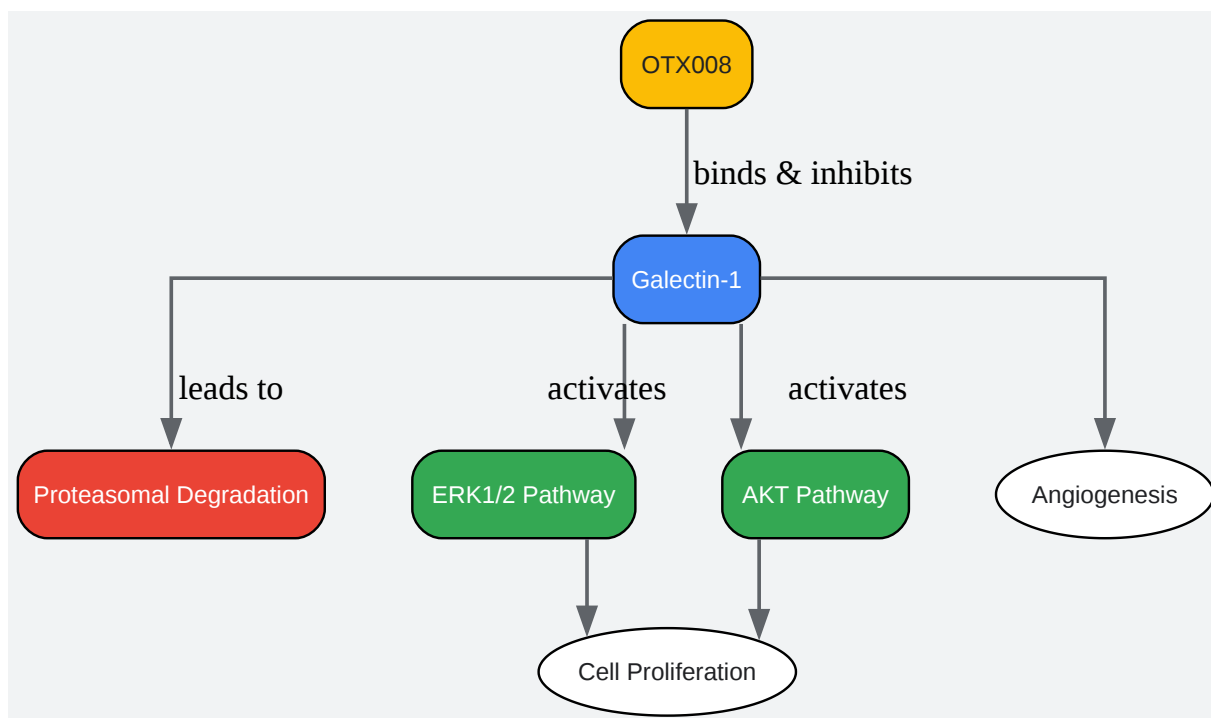 OTX008
binds & inhibits
Galectin-1
leads to
activates
activates
Proteasomal Degradation
ERK1/2 Pathway
AKT Pathway
Angiogenesis
Cell Proliferation